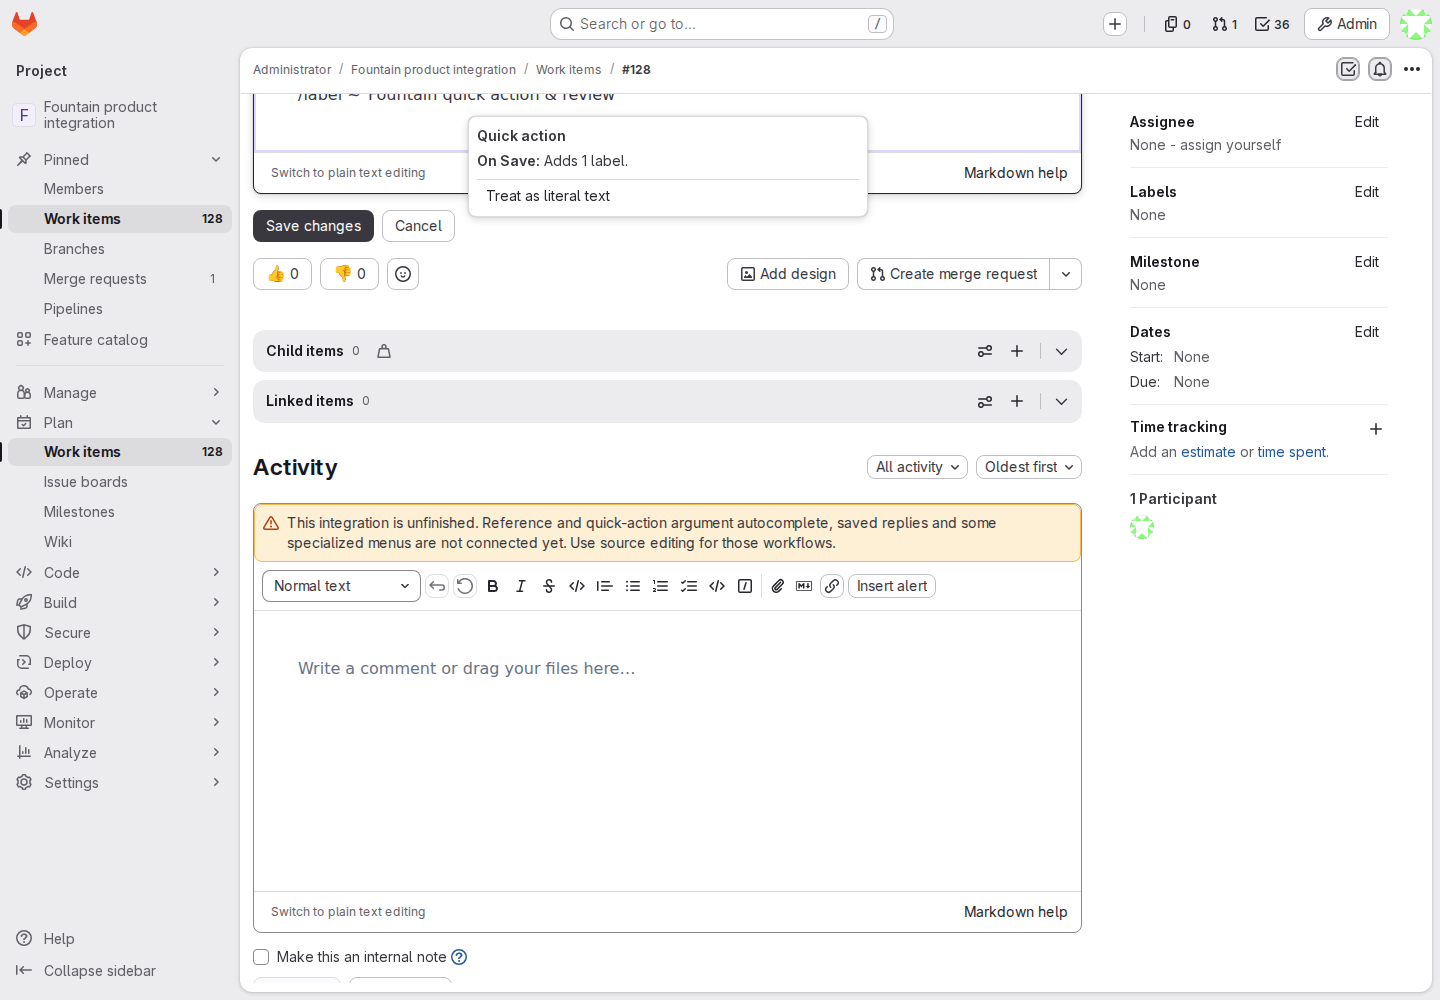 Search or go to...
/
0
1
36
Admin
Project
F
Fountain product integration
Pinned
Members
Work items 128
Branches
Merge requests 1
Pipelines
Feature catalog
Manage
Plan
Work items 128
Issue boards
Milestones
Wiki
Code
Build
Secure
Deploy
Operate
Monitor
Analyze
Settings
Help
Collapse sidebar
Administrator / Fountain product integration / Work items / #128
/label ~"Fountain quick action & review"
Quick action
On Save: Adds 1 label.
Treat as literal text
Switch to plain text editing
Markdown help
Save changes
Cancel
👍 0
👎 0
Add design
Create merge request
Child items 0
Linked items 0
Activity
All activity
Oldest first
This integration is unfinished. Reference and quick-action argument autocomplete, saved replies and some
specialized menus are not connected yet. Use source editing for those workflows.
Normal text
Insert alert
Write a comment or drag your files here...
Switch to plain text editing
Markdown help
Make this an internal note
Assignee
Edit
None - assign yourself
Labels
Edit
None
Milestone
Edit
None
Dates
Edit
Start: None
Due: None
Time tracking
Add an estimate or time spent.
1 Participant